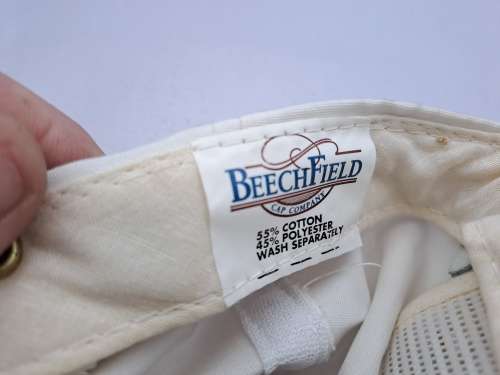 BEECHFIELD
CAP COMPANY
55% COTTON
45% POLYESTER
WASH SEPARATELY